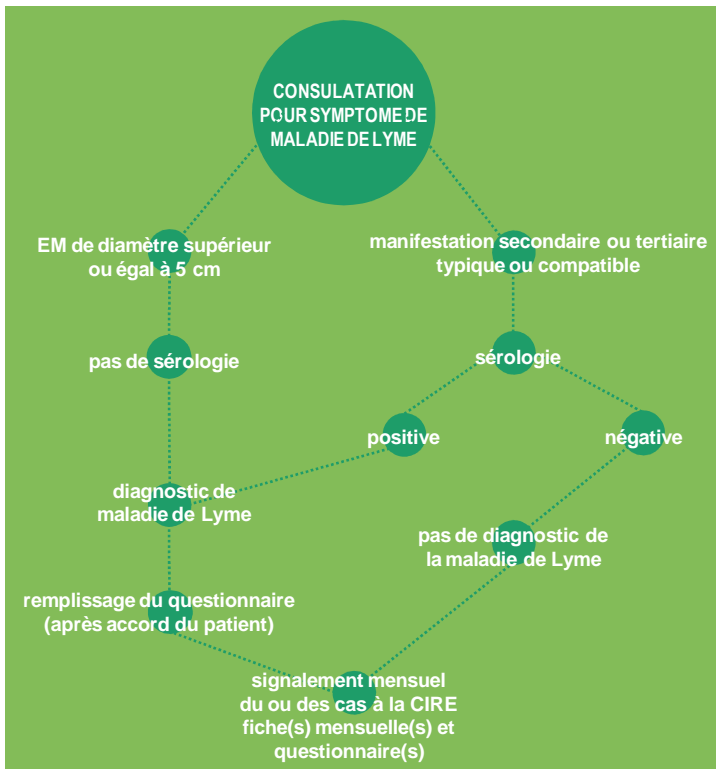 CONSULATATION
POUR SYMPTOME DE
MALADIE DE LYME
EM de diamètre supérieur
ou égal à 5 cm
manifestation secondaire ou tertiaire
typique ou compatible
pas de sérologie
sérologie
positive
négative
diagnostic de
maladie de Lyme
pas de diagnostic de
la maladie de Lyme
remplissage du questionnaire
(après accord du patient)
signalement mensuel
du ou des cas à la CIRE
fiche(s) mensuelle(s) et
questionnaire(s)